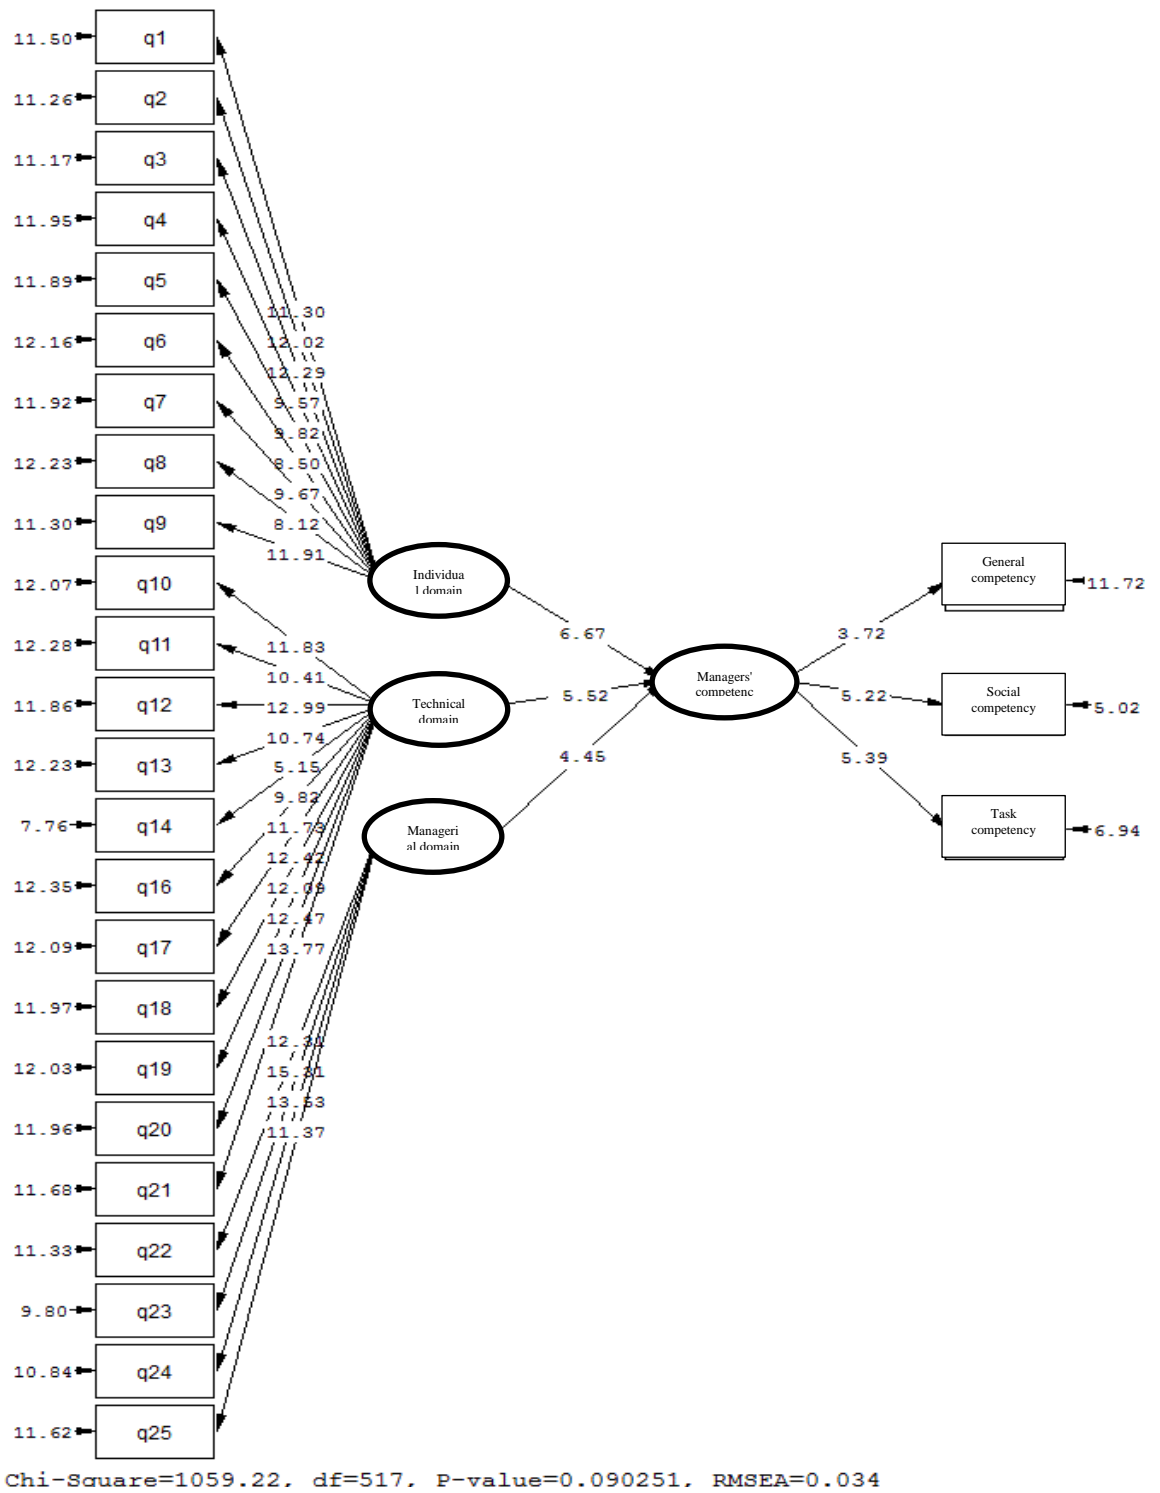 11.50 q1
11.26 q2
11.17 q3
11.95 q4
11.89 q5
11.30
12.16 q6
12.02
12.29
11.92 q7
9.57
9.82
12.23 q8
8.50
9.67
11.30 q9
8.12
11.91
12.07 q10
Individua
l domain
General
competency
11.72
6.67
3.72
12.28 q11
11.83
10.41
11.86 q12
12.99
Technical
domain
5.52
Managers'
competenc
5.22
Social
competency
5.02
10.74
12.23 q13
5.15
4.45
5.39
9.82
7.76 q14
11.73
Manageri
al domain
Task
competency
6.94
12.42
12.35 q16
12.09
12.47
12.09 q17
13.77
11.97 q18
12.31
12.03 q19
15.31
13.53
11.96 q20
11.37
11.68 q21
11.33 q22
9.80 q23
10.84 q24
11.62 q25
Chi-Square=1059.22, df=517, P-value=0.090251, RMSEA=0.034